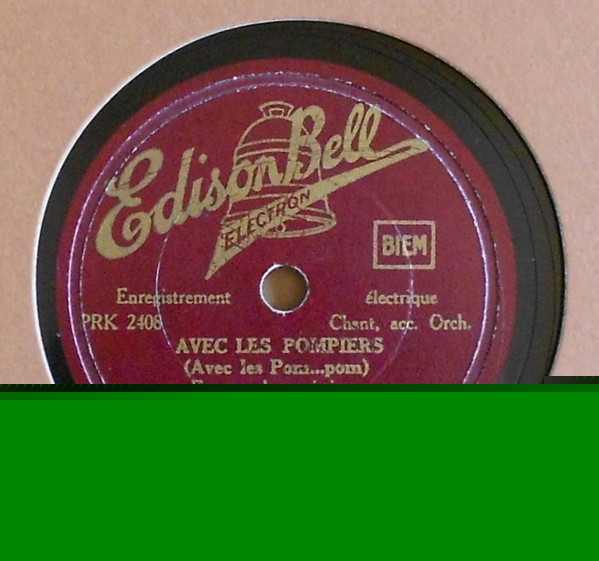 Edison Bell
ELECTRON
BIEM
Enregistrement électrique
PRK 2408 Chant, acc. Orch.
AVEC LES POMPIERS
(Avec les Pom...pom)